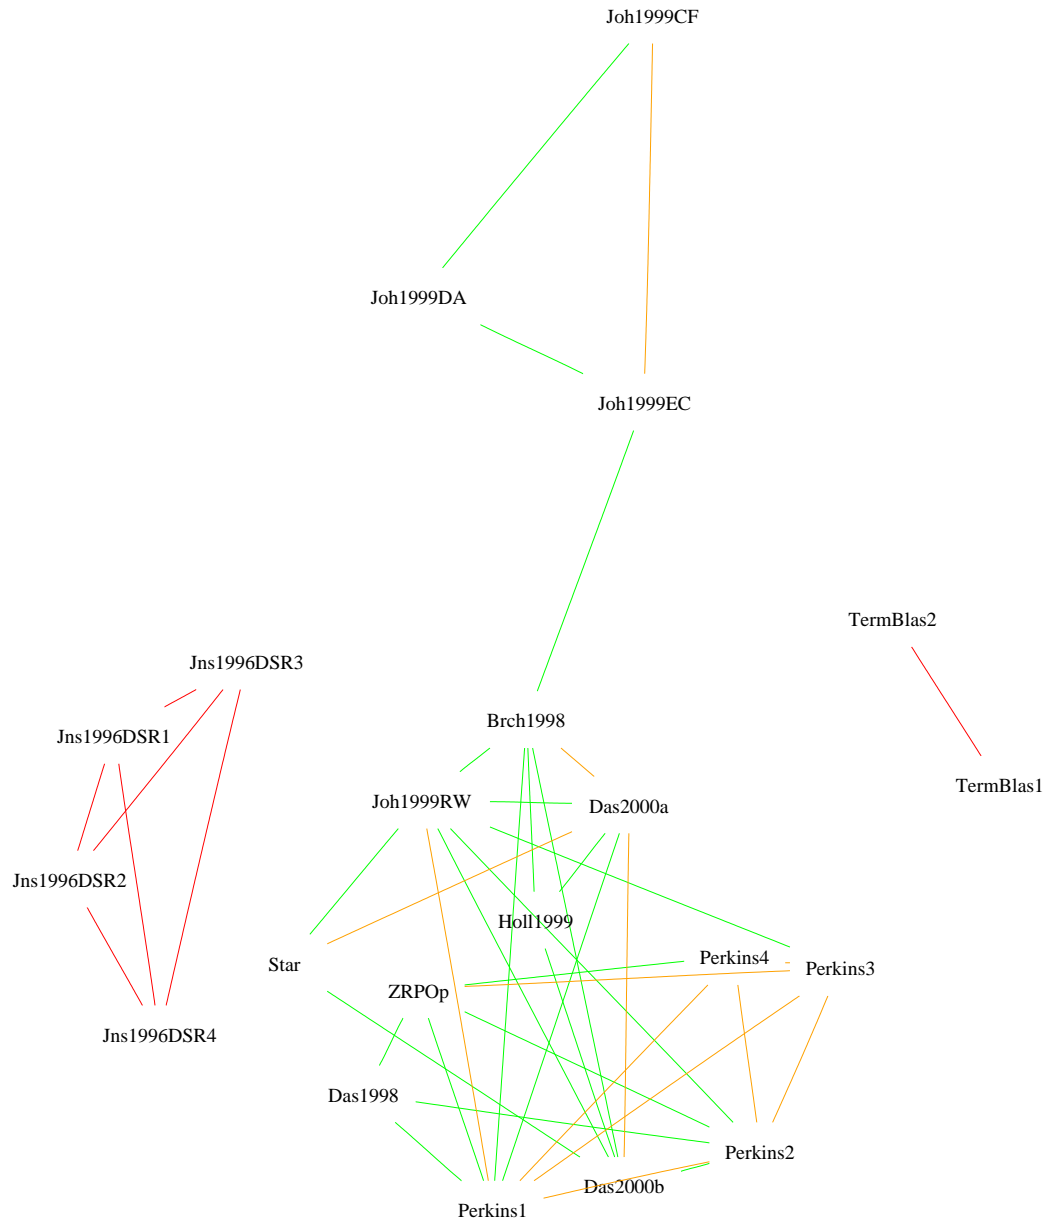 Joh1999CF
Joh1999DA
Joh1999EC
TermBlas2
Jns1996DSR3
Brch1998
Jns1996DSR1
TermBlas1
Joh1999RW
Das2000a
Jns1996DSR2
Holl1999
Perkins4
Star
Perkins3
ZRPOp
Jns1996DSR4
Das1998
Perkins2
Das2000b
Perkins1